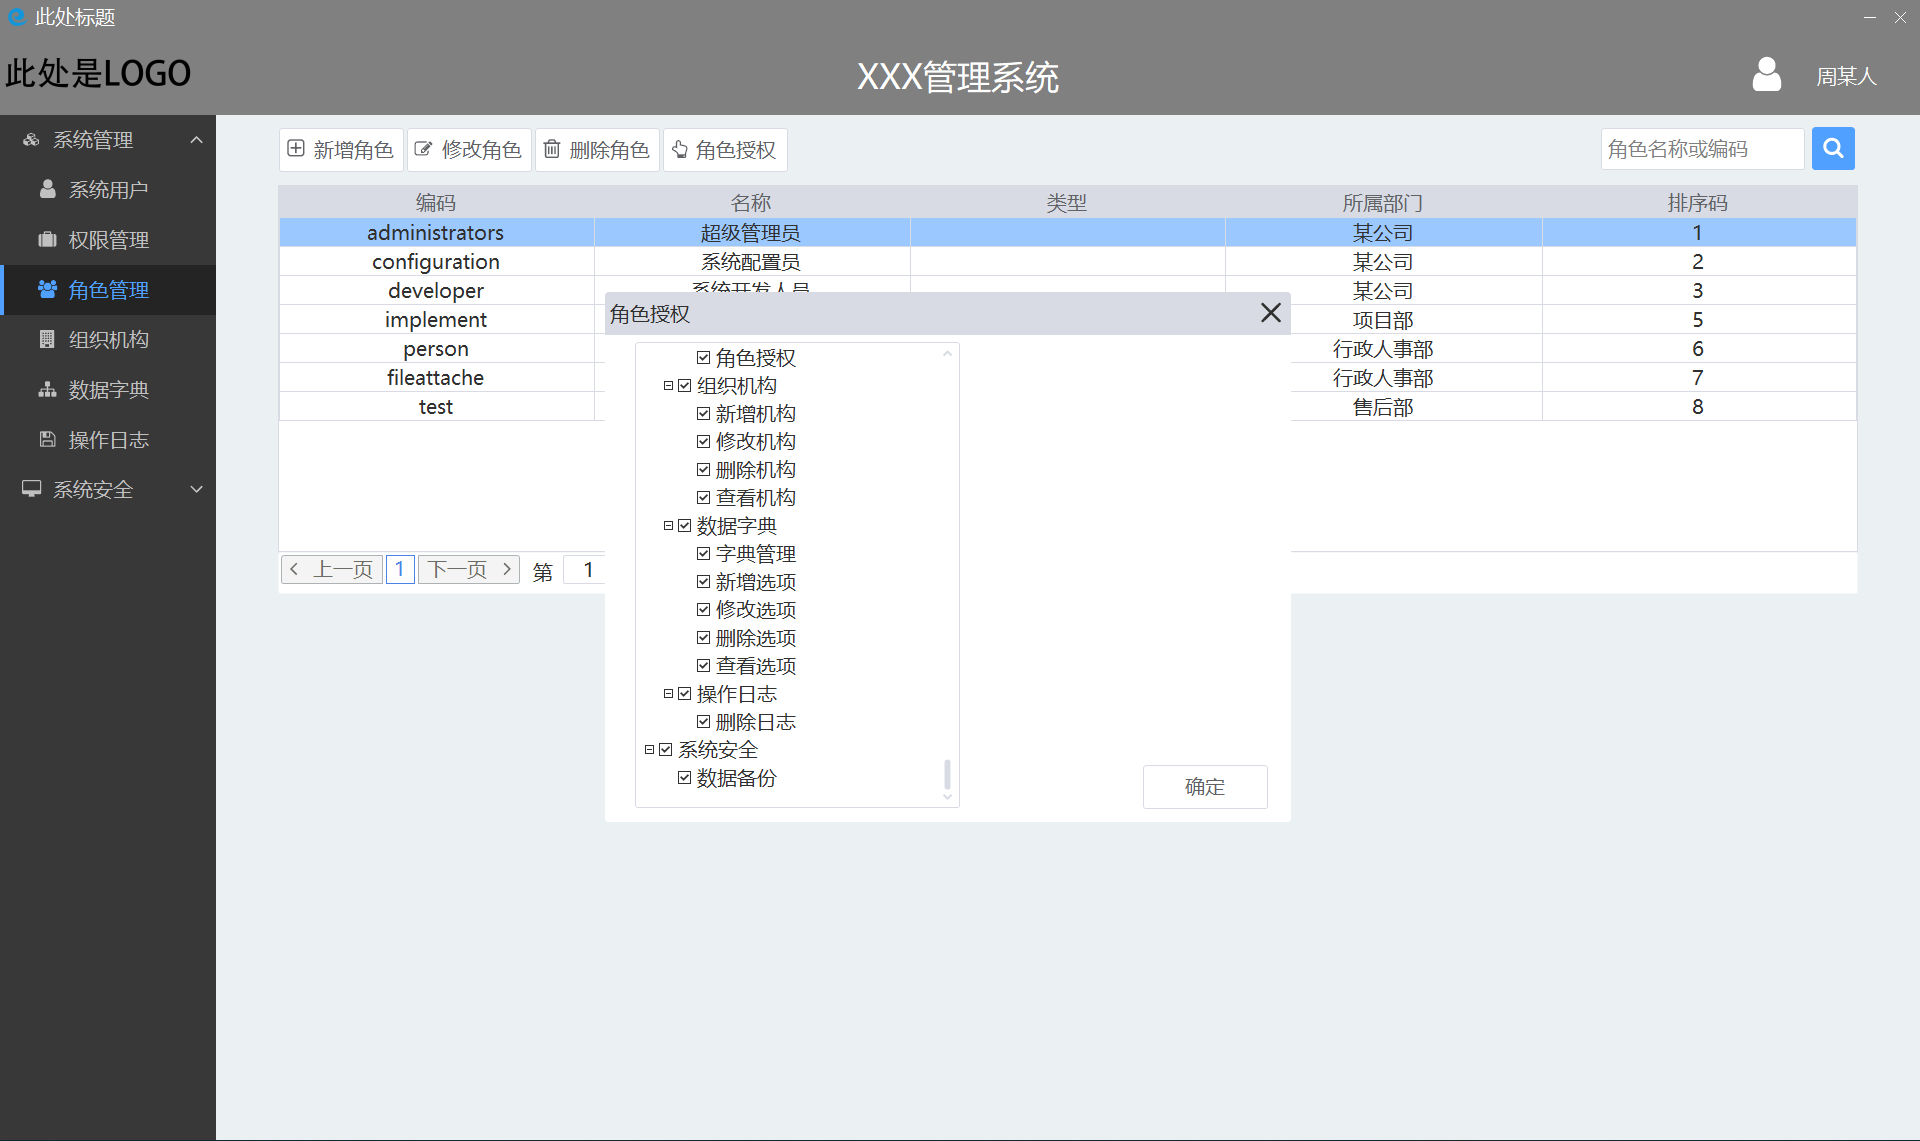 此处标题
此处是LOGO
XXX管理系统
周某人
系统管理
系统用户
权限管理
角色管理
组织机构
数据字典
操作日志
系统安全
新增角色 修改角色 删除角色 角色授权 角色名称或编码
编码 名称 类型 所属部门 排序码
administrators 超级管理员 某公司 1
configuration 系统配置员 某公司 2
developer 系统开发人员 某公司 3
implement 项目部 5
person 行政人事部 6
fileattache 行政人事部 7
test 售后部 8
上一页 1 下一页 第 1
角色授权
角色授权
组织机构
新增机构
修改机构
删除机构
查看机构
数据字典
字典管理
新增选项
修改选项
删除选项
查看选项
操作日志
删除日志
系统安全
数据备份
确定